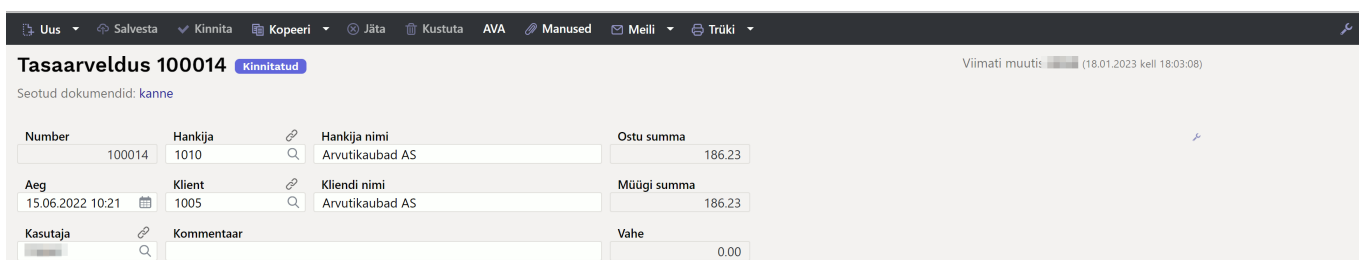 Uus Salvesta Kinnita Kopeeri Jäta Kustuta AVA Manused Meili Trüki
Tasaarveldus 100014 Kinnitatud
Viimati muutis (18.01.2023 kell 18:03:08)
Seotud dokumendid: kanne
Number Hankija Hankija nimi Ostu summa
100014 1010 Arvutikaubad AS 186.23
Aeg Klient Kliendi nimi Müügi summa
15.06.2022 10:21 1005 Arvutikaubad AS 186.23
Kasutaja Kommentaar Vahe
0.00